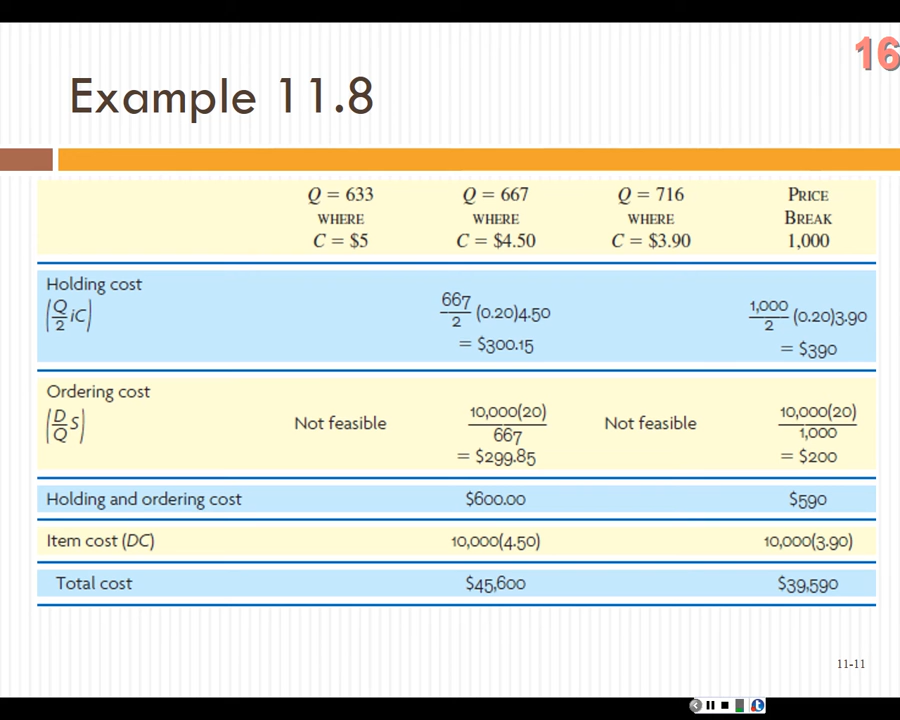 16
Example 11.8
Q = 633 WHERE C = $5
Q = 667 WHERE C = $4.50
Q = 716 WHERE C = $3.90
PRICE BREAK 1,000
Holding cost
(Q/2 iC)
667/2 (0.20)4.50
= $300.15
1,000/2 (0.20)3.90
= $390
Ordering cost
(D/Q S)
Not feasible
10,000(20)/667
= $299.85
Not feasible
10,000(20)/1,000
= $200
Holding and ordering cost $600.00 $590
Item cost (DC) 10,000(4.50) 10,000(3.90)
Total cost $45,600 $39,590
11-11